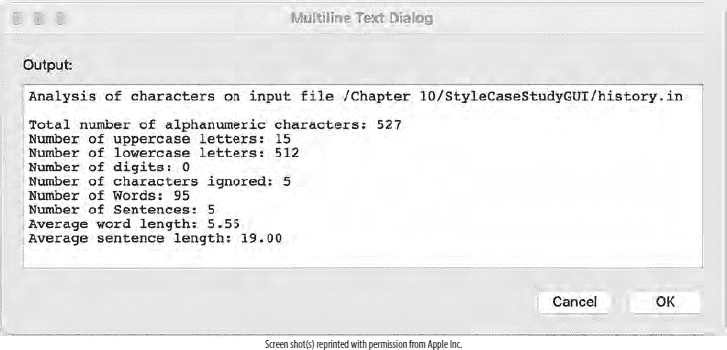 Multiline Text Dialog
Output:
Analysis of characters on input file /Chapter 10/StyleCaseStudyGUI/history.in
Total number of alphanumeric characters: 527
Number of uppercase letters: 15
Number of lowercase letters: 512
Number of digits: 0
Number of characters ignored: 5
Number of Words: 95
Number of Sentences: 5
Average word length: 5.55
Average sentence length: 19.00
Cancel OK
Screen shot(s) reprinted with permission from Apple Inc.